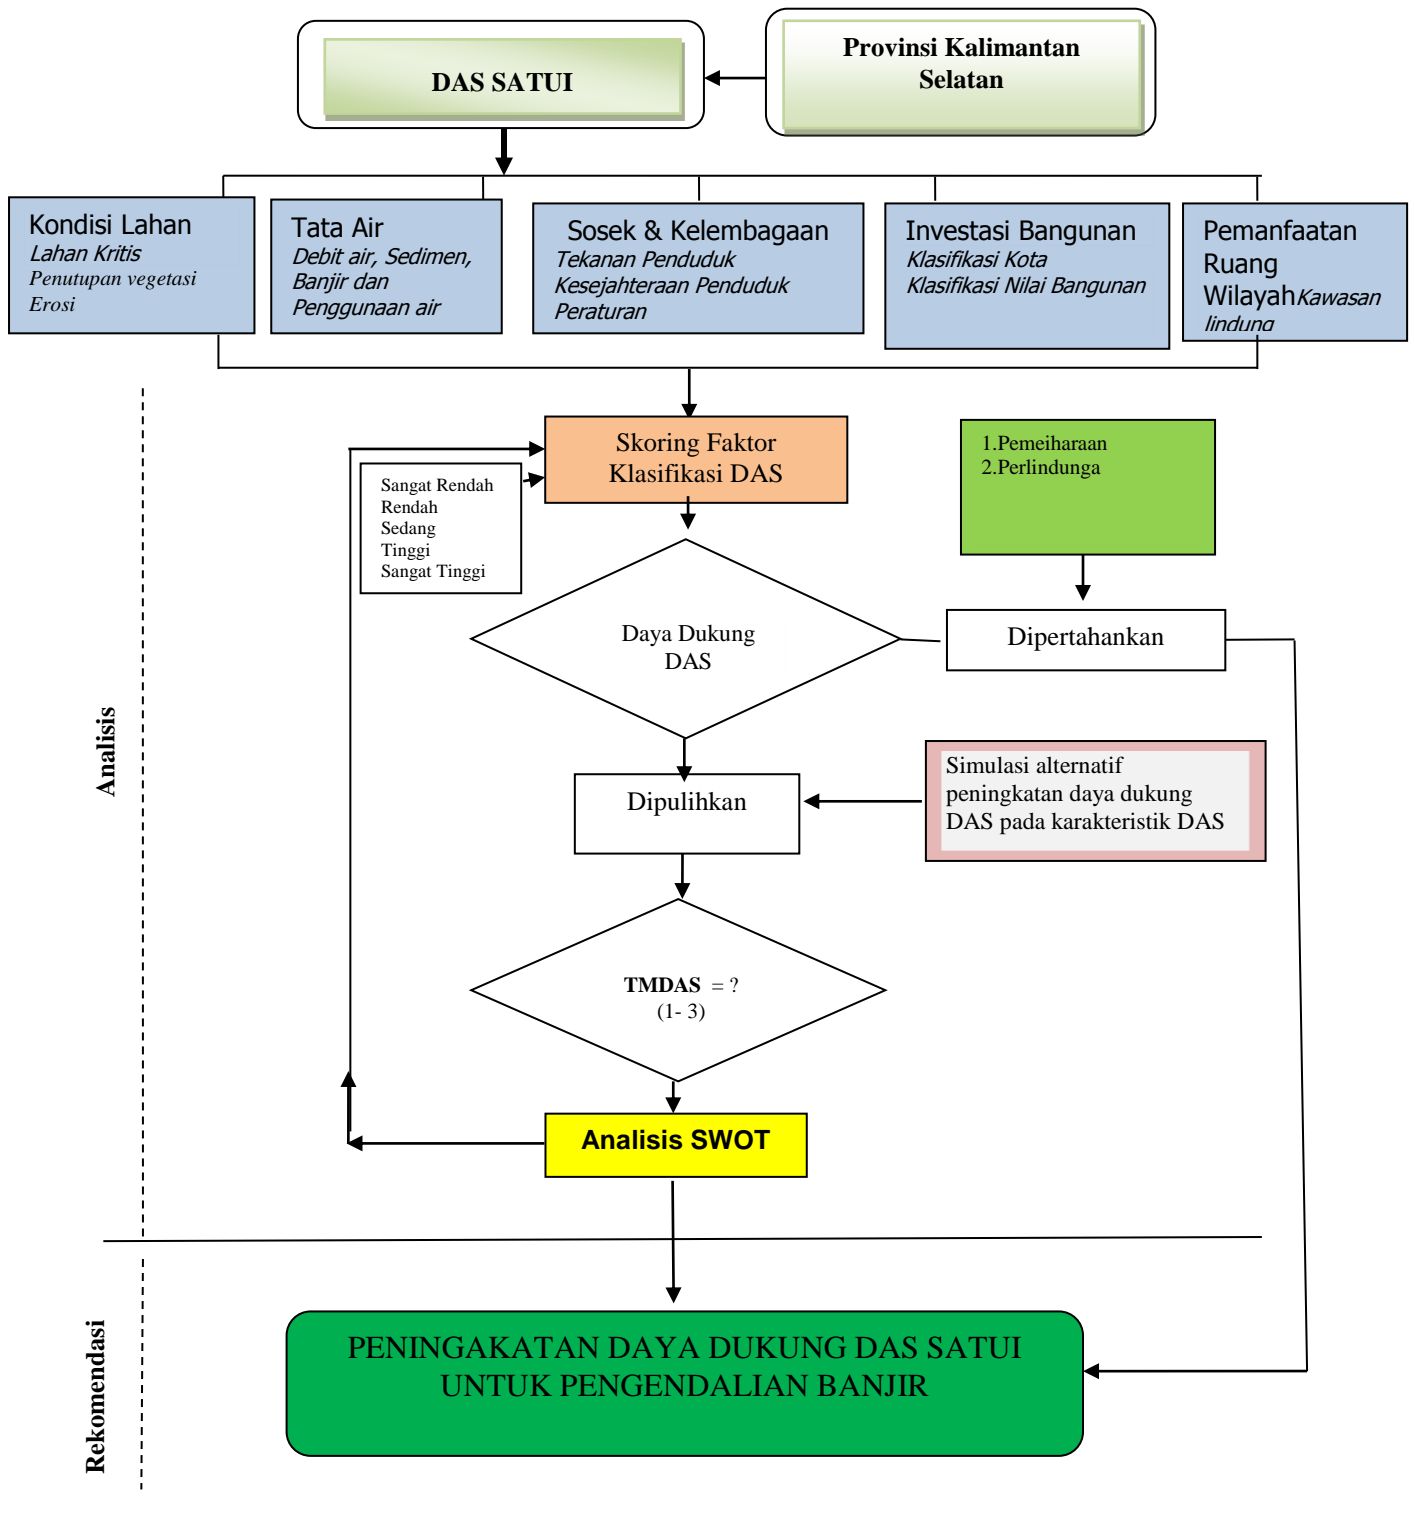 Provinsi Kalimantan
Selatan
DAS SATUI
Kondisi Lahan
Lahan Kritis
Penutupan vegetasi
Erosi
Tata Air
Debit air, Sedimen,
Banjir dan
Penggunaan air
Sosek & Kelembagaan
Tekanan Penduduk
Kesejahteraan Penduduk
Peraturan
Investasi Bangunan
Klasifikasi Kota
Klasifikasi Nilai Bangunan
Pemanfaatan
Ruang
WilayahKawasan
lindung
Skoring Faktor
Klasifikasi DAS
1.Pemeiharaan
2.Perlindunga
Sangat Rendah
Rendah
Sedang
Tinggi
Sangat Tinggi
Daya Dukung
DAS
Dipertahankan
Analisis
Simulasi alternatif
peningkatan daya dukung
DAS pada karakteristik DAS
Dipulihkan
TMDAS = ?
(1- 3)
Analisis SWOT
Rekomendasi
PENINGAKATAN DAYA DUKUNG DAS SATUI
UNTUK PENGENDALIAN BANJIR